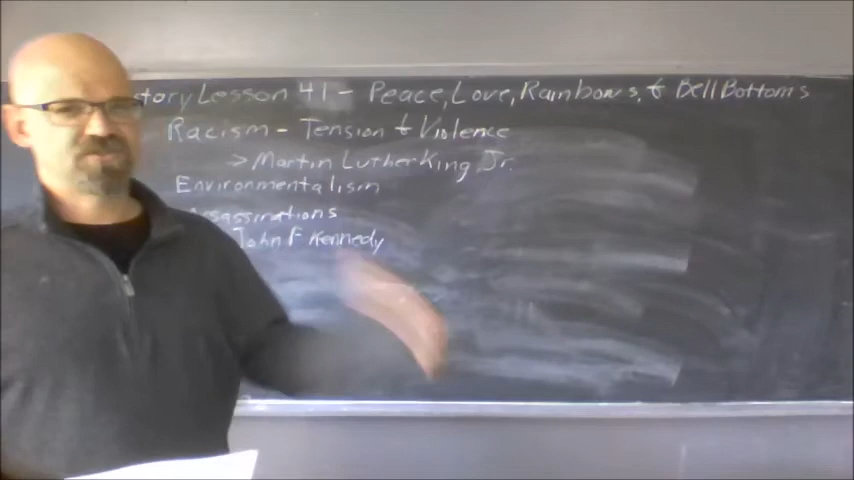 story Lesson 41 - Peace, Love, Rainbows, & Bell Bottoms
Racism - Tension & Violence
> Martin Luther King Jr.
Environmentalism
Assassinations
John F Kennedy